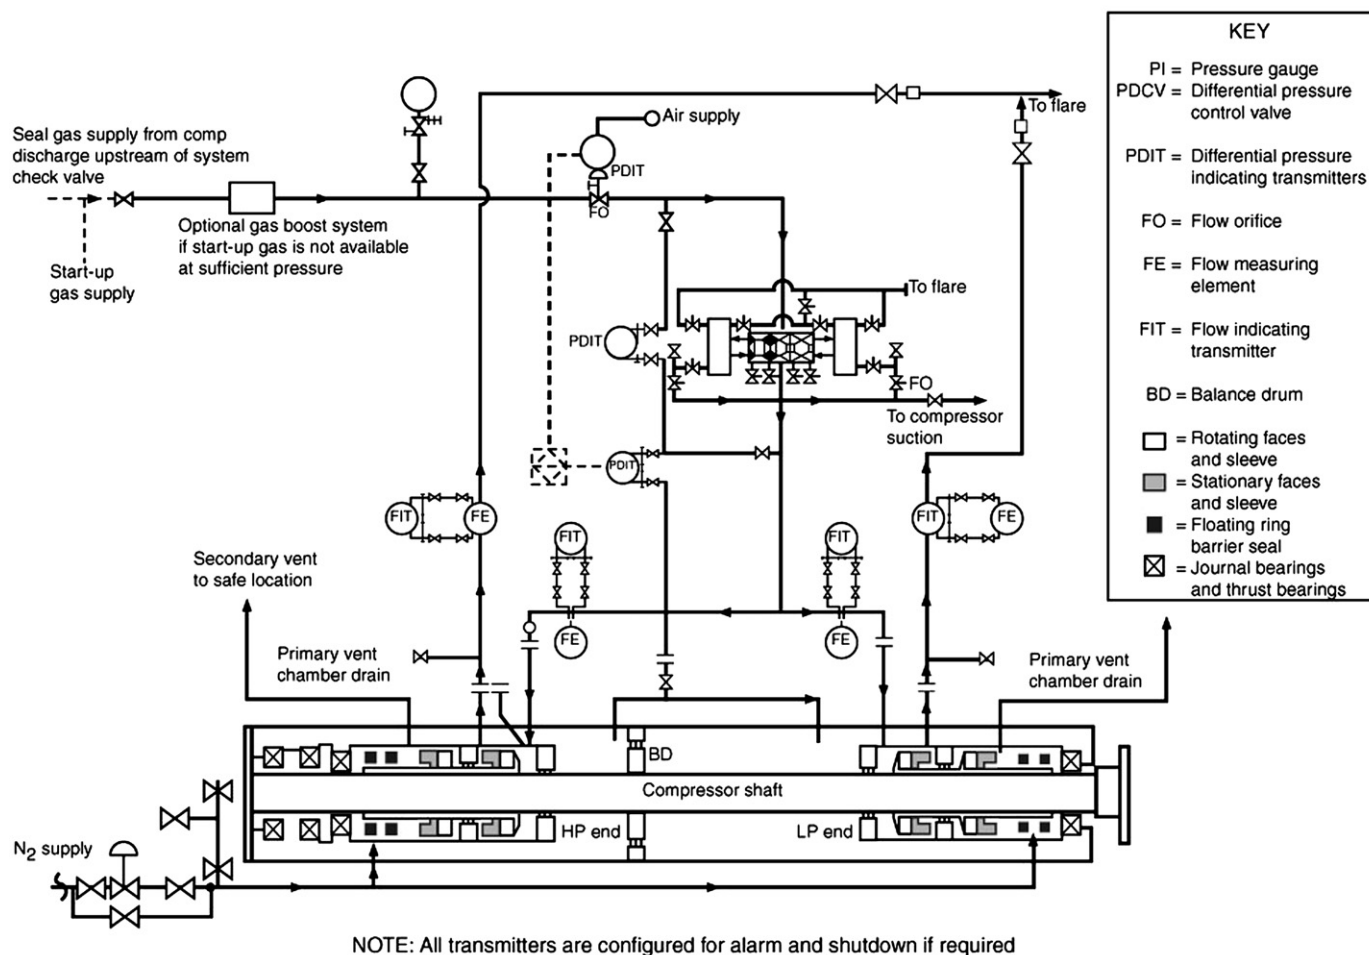 Seal gas supply from comp
discharge upstream of system
check valve
Start-up
gas supply
Optional gas boost system
if start-up gas is not available
at sufficient pressure
Air supply
PDIT
FO
To flare
To flare
PDIT
FO
To compressor
suction
PDIT
FIT
FE
FIT
FE
FIT
FE
FIT
FE
Secondary vent
to safe location
Primary vent
chamber drain
Primary vent
chamber drain
BD
Compressor shaft
HP end
LP end
N2 supply
KEY
PI = Pressure gauge
PDCV = Differential pressure
control valve
PDIT = Differential pressure
indicating transmitters
FO = Flow orifice
FE = Flow measuring
element
FIT = Flow indicating
transmitter
BD = Balance drum
= Rotating faces
and sleeve
= Stationary faces
and sleeve
= Floating ring
barrier seal
= Journal bearings
and thrust bearings
NOTE: All transmitters are configured for alarm and shutdown if required